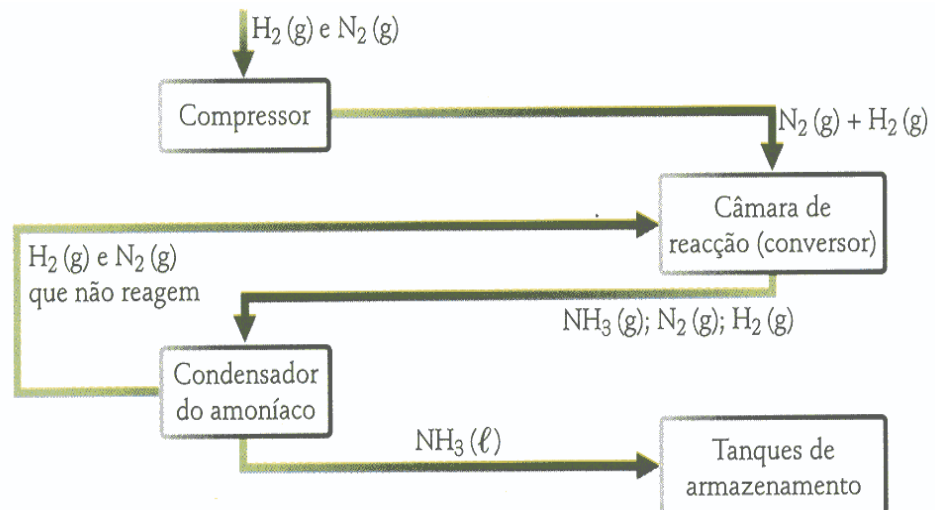 H₂ (g) e N₂ (g)
Compressor
N₂ (g) + H₂ (g)
Câmara de
reacção (conversor)
H₂ (g) e N₂ (g)
que não reagem
NH₃ (g); N₂ (g); H₂ (g)
Condensador
do amoníaco
NH₃ (ℓ)
Tanques de
armazenamento